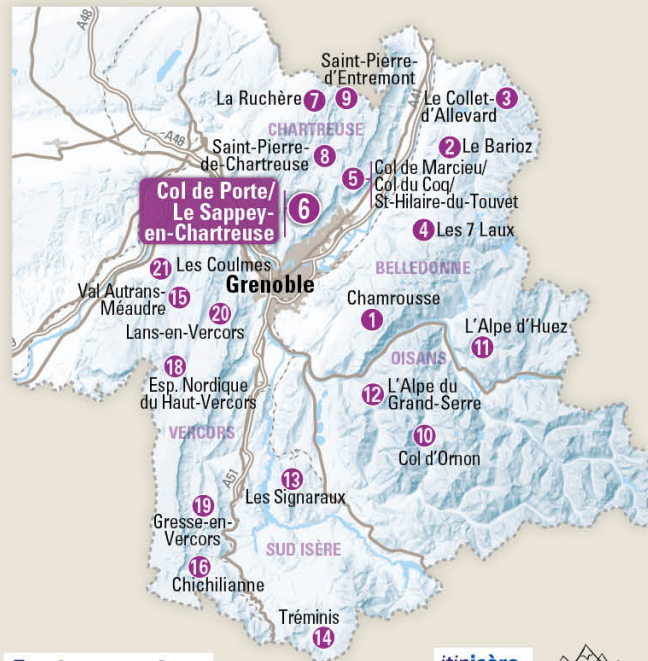 A48
Saint-Pierre-
d'Entremont
A41
La Ruchère 7
9
Le Collet- 3
d'Allevard
CHARTREUSE
A48
2 Le Barioz
Saint-Pierre-
de-Chartreuse 8
5
Col de Marcieu/
Col du Coq/
St-Hilaire-du-Touvet
Col de Porte/
Le Sappey-
en-Chartreuse
6
4 Les 7 Laux
21 Les Coulmes
BELLEDONNE
Grenoble
Val Autrans-
Méaudre 15
20
Lans-en-Vercors
Chamrousse
1
L'Alpe d'Huez
11
OISANS
18
Esp. Nordique
du Haut-Vercors
12 L'Alpe du
Grand-Serre
VERCORS
10
Col d'Ornon
A51
13
Les Signaraux
19
Gresse-en-
Vercors
SUD ISÈRE
16
Chichilianne
Tréminis
14
itinisère